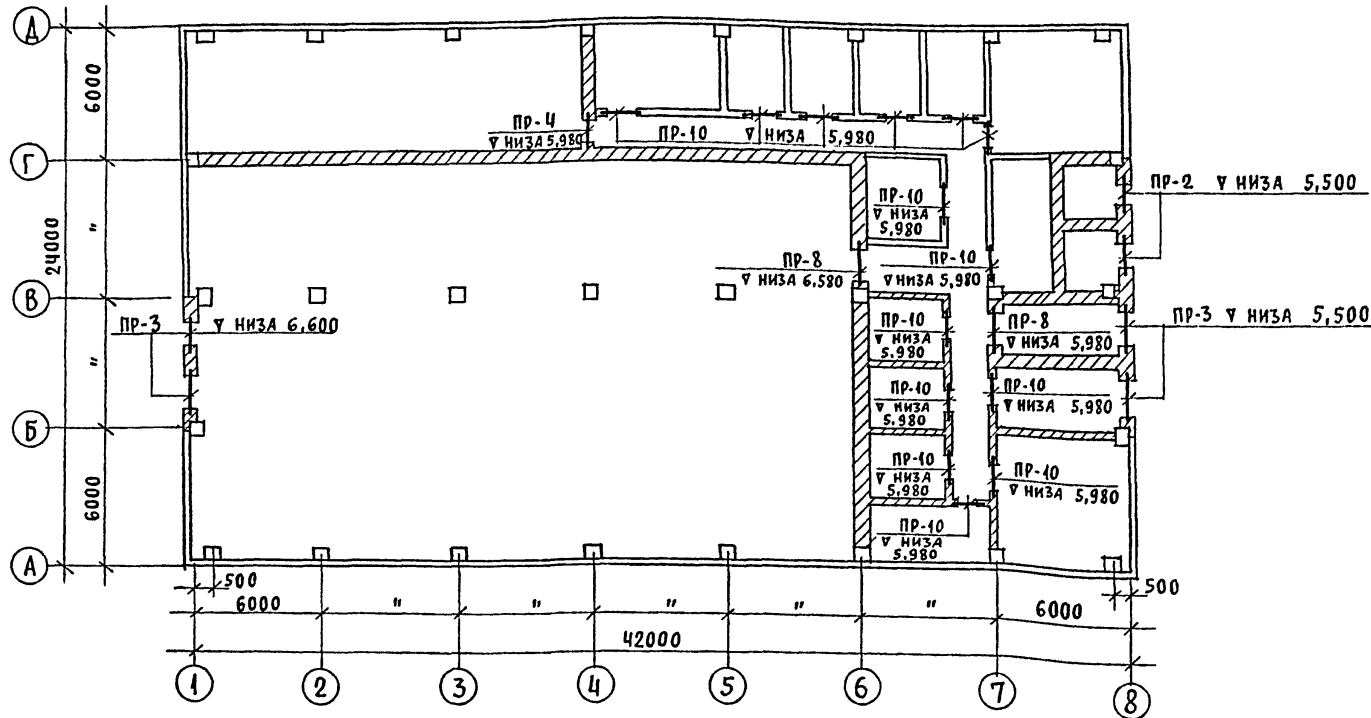 Д
6000
ПР-4
▽ НИЗА 5,980
ПР-10 ▽ НИЗА 5,980
Г
ПР-2 ▽ НИЗА 5,500
ПР-10
▽ НИЗА
5,980
24000
"
ПР-8
▽ НИЗА 6.580
ПР-10
▽ НИЗА 5,980
В
ПР-3 ▽ НИЗА 6,600
ПР-10
▽ НИЗА
5.980
ПР-8
▽ НИЗА 5,980
ПР-3 ▽ НИЗА 5,500
"
ПР-10
▽ НИЗА
5.980
ПР-10
▽ НИЗА 5,980
Б
ПР-10
▽ НИЗА
5,980
ПР-10
▽ НИЗА 5,980
6000
ПР-10
▽ НИЗА
5.980
А
500
500
6000 " " " " " 6000
42000
1 2 3 4 5 6 7 8